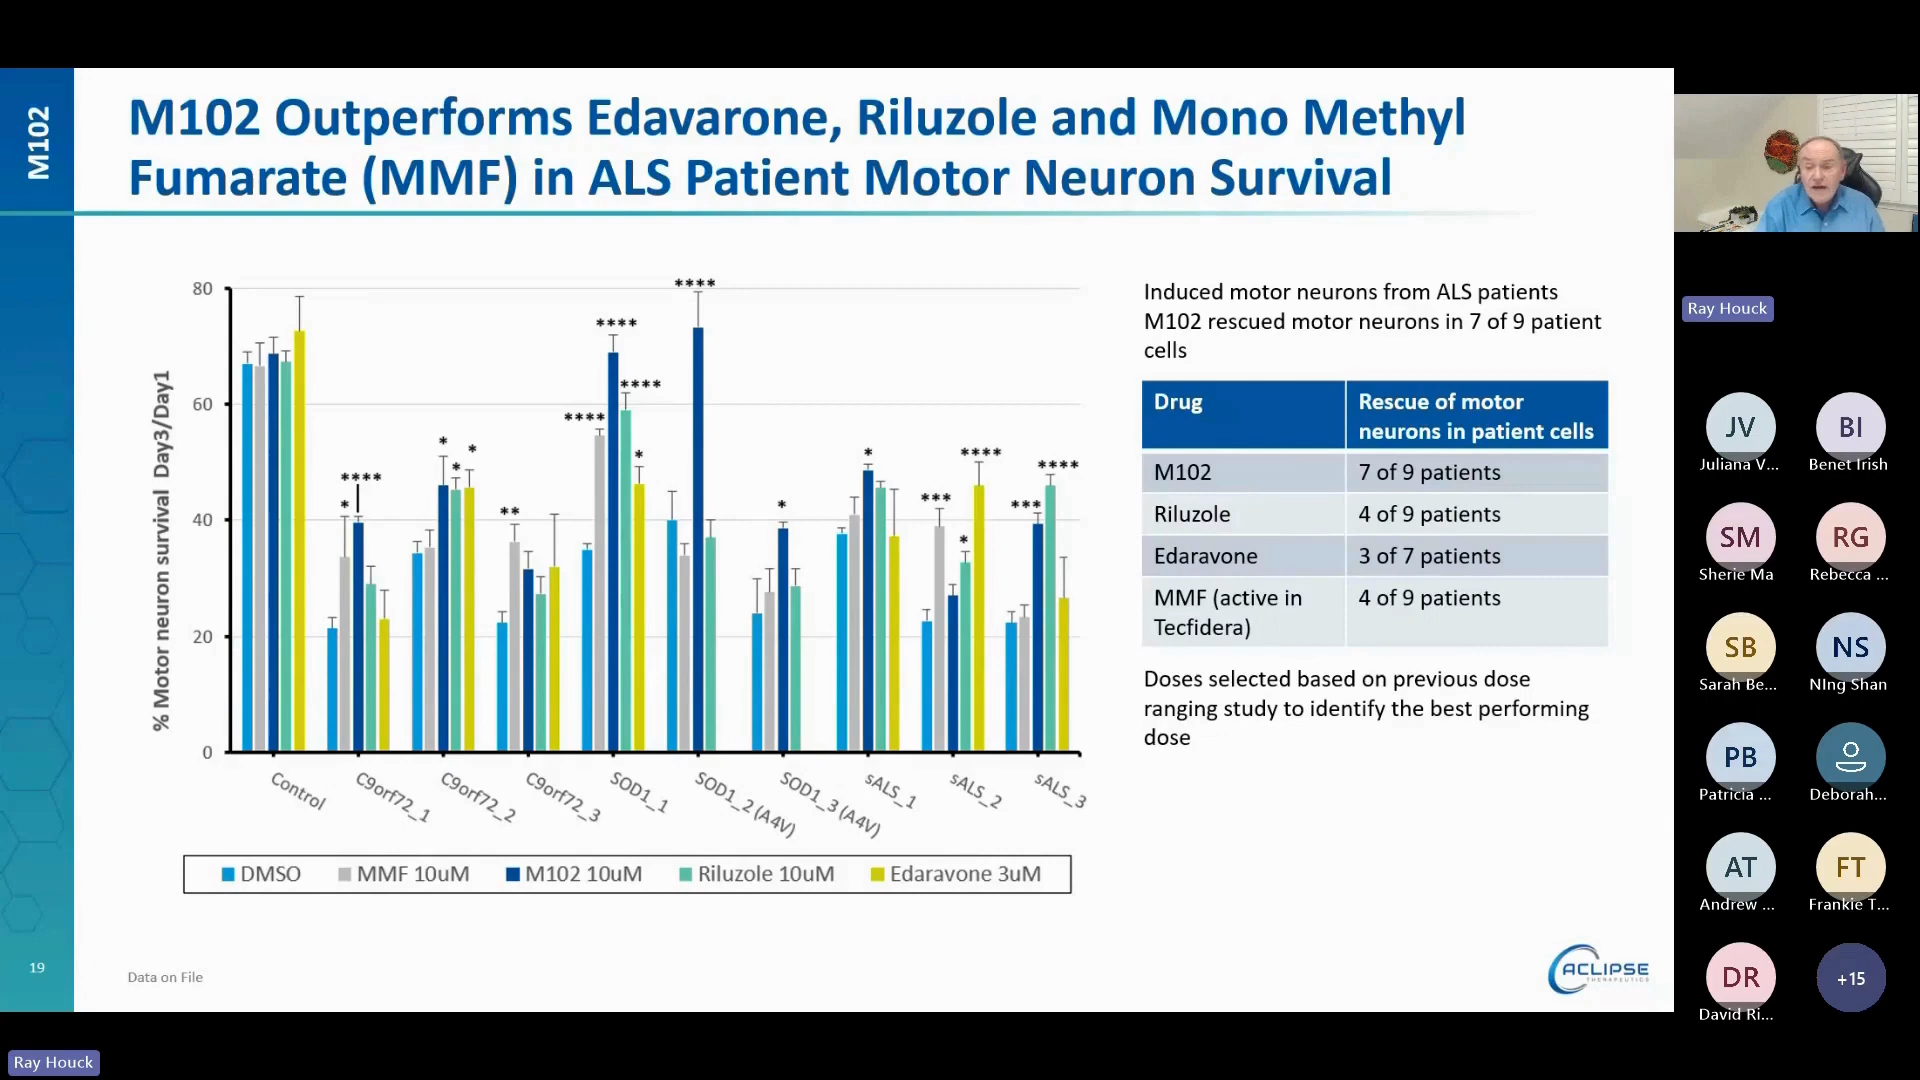 M102
M102 Outperforms Edavarone, Riluzole and Mono Methyl
Fumarate (MMF) in ALS Patient Motor Neuron Survival
% Motor neuron survival Day3/Day1
80
60
40
20
0
****
****
****
****
*
****
*
*
*
*
**
*
*
***
****
*
***
****
Control
C9orf72_1
C9orf72_2
C9orf72_3
SOD1_1
SOD1_2 (A4V)
SOD1_3 (A4V)
sALS_1
sALS_2
sALS_3
DMSO
MMF 10uM
M102 10uM
Riluzole 10uM
Edaravone 3uM
Induced motor neurons from ALS patients
M102 rescued motor neurons in 7 of 9 patient
cells
Drug
Rescue of motor
neurons in patient cells
M102
7 of 9 patients
Riluzole
4 of 9 patients
Edaravone
3 of 7 patients
MMF (active in
Tecfidera)
4 of 9 patients
Doses selected based on previous dose
ranging study to identify the best performing
dose
19
Data on File
ACLIPSE
THERAPEUTICS
Ray Houck
JV
Juliana V...
BI
Benet Irish
SM
Sherie Ma
RG
Rebecca ...
SB
Sarah Be...
NS
NIng Shan
PB
Patricia ...
Deborah...
AT
Andrew ...
FT
Frankie T...
DR
David Ri...
+15
Ray Houck